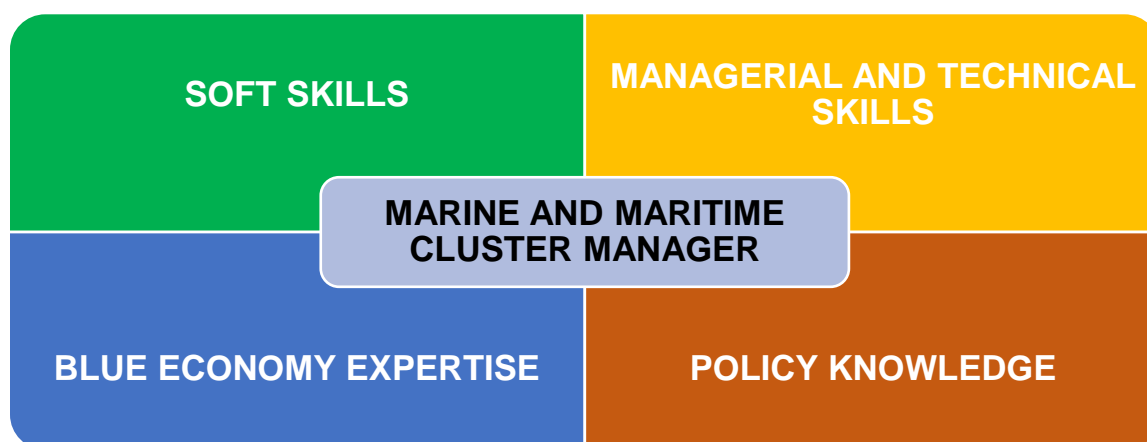 SOFT SKILLS
MANAGERIAL AND TECHNICAL
SKILLS
MARINE AND MARITIME
CLUSTER MANAGER
BLUE ECONOMY EXPERTISE
POLICY KNOWLEDGE